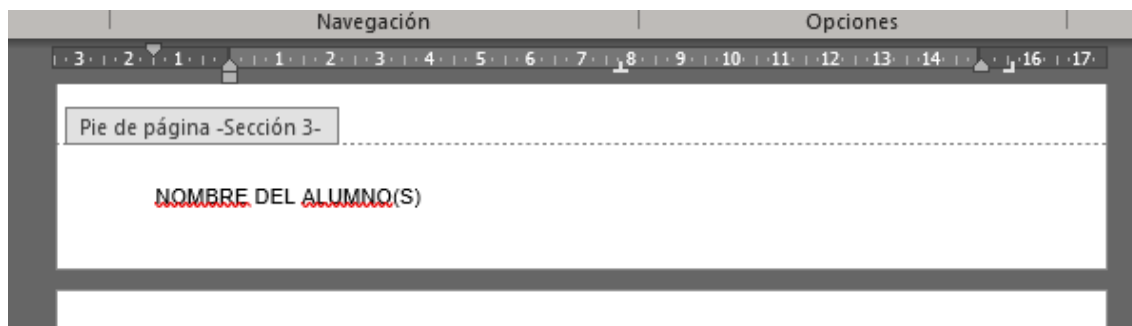 Navegación Opciones
3 2 1 1 2 3 4 5 6 7 8 9 10 11 12 13 14 16 17
Pie de página -Sección 3-
NOMBRE DEL ALUMNO(S)